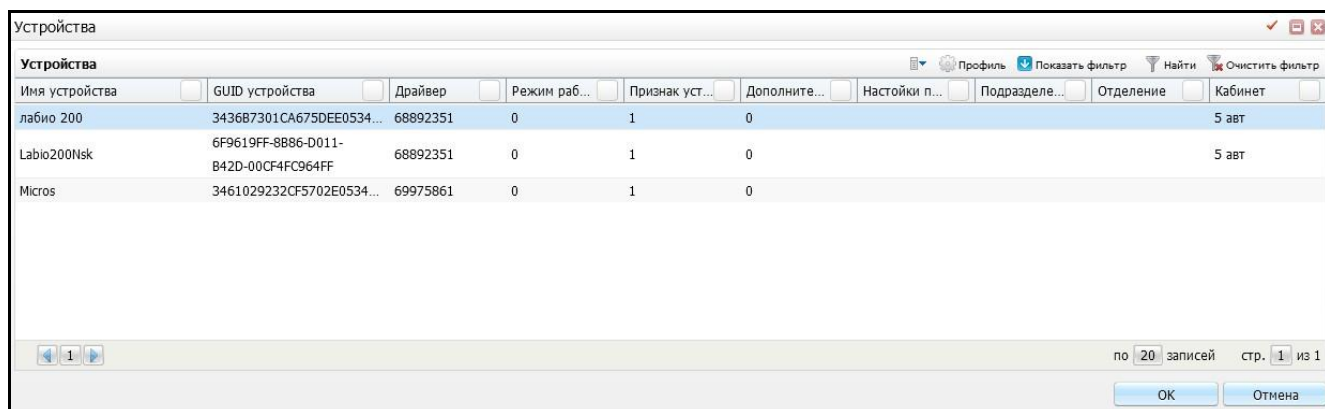 Устройства
Устройства Профиль Показать фильтр Найти Очистить фильтр
Имя устройства GUID устройства Драйвер Режим раб... Признак уст... Дополните... Настройки п... Подразделе... Отделение Кабинет
лабио 200 3436B7301CA675DEE0534... 68892351 0 1 0 5 авт
6F9619FF-8B86-D011-
Labio200Nsk 68892351 0 1 0 5 авт
B42D-00CF4FC964FF
Micros 3461029232CF5702E0534... 69975861 0 1 0
1 по 20 записей стр. 1 из 1
OK Отмена